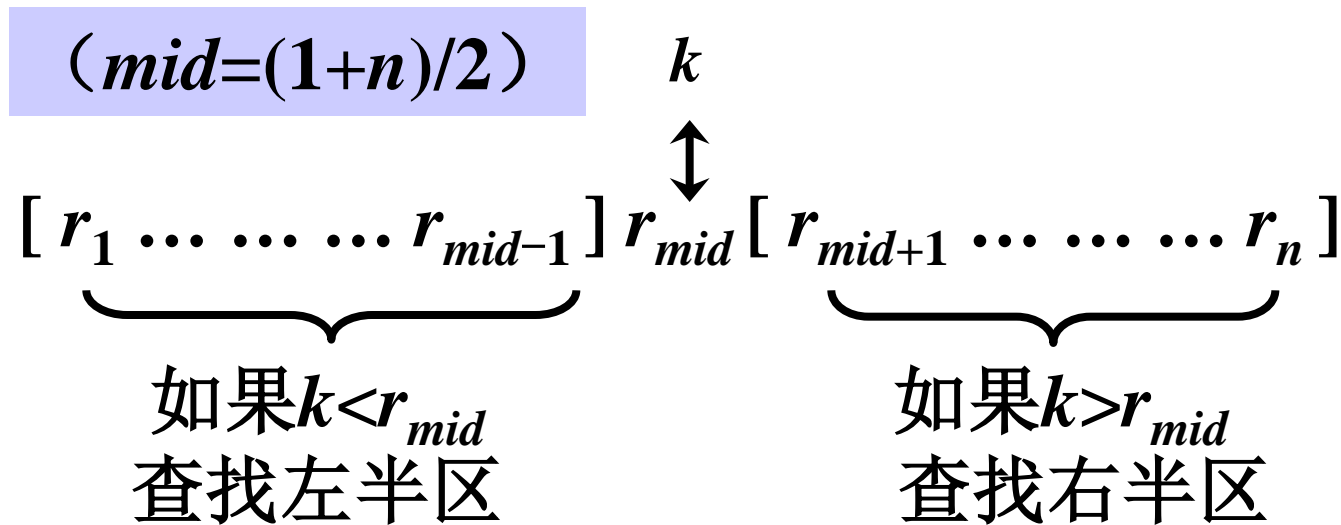 （mid=(1+n)/2）
k
[ r1 … … … rmid−1 ] rmid [ rmid+1 … … … rn ]
如果k<rmid
查找左半区
如果k>rmid
查找右半区